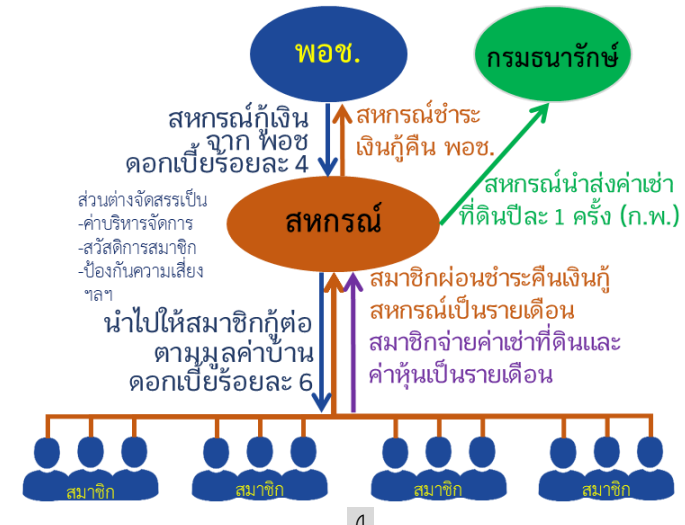 พอช.
กรมธนารักษ์
สหกรณ์กู้เงิน
จาก พอช
ดอกเบี้ยร้อยละ 4
สหกรณ์ชำระ
เงินกู้คืน พอช.
สหกรณ์นำส่งค่าเช่า
ที่ดินปีละ 1 ครั้ง (ก.พ.)
ส่วนต่างจัดสรรเป็น
-ค่าบริหารจัดการ
-สวัสดิการสมาชิก
-ป้องกันความเสี่ยง
ฯลฯ
สหกรณ์
นำไปให้สมาชิกกู้ต่อ
ตามมูลค่าบ้าน
ดอกเบี้ยร้อยละ 6
สมาชิกผ่อนชำระคืนเงินกู้
สหกรณ์เป็นรายเดือน
สมาชิกจ่ายค่าเช่าที่ดินและ
ค่าหุ้นเป็นรายเดือน
สมาชิก
สมาชิก
สมาชิก
สมาชิก